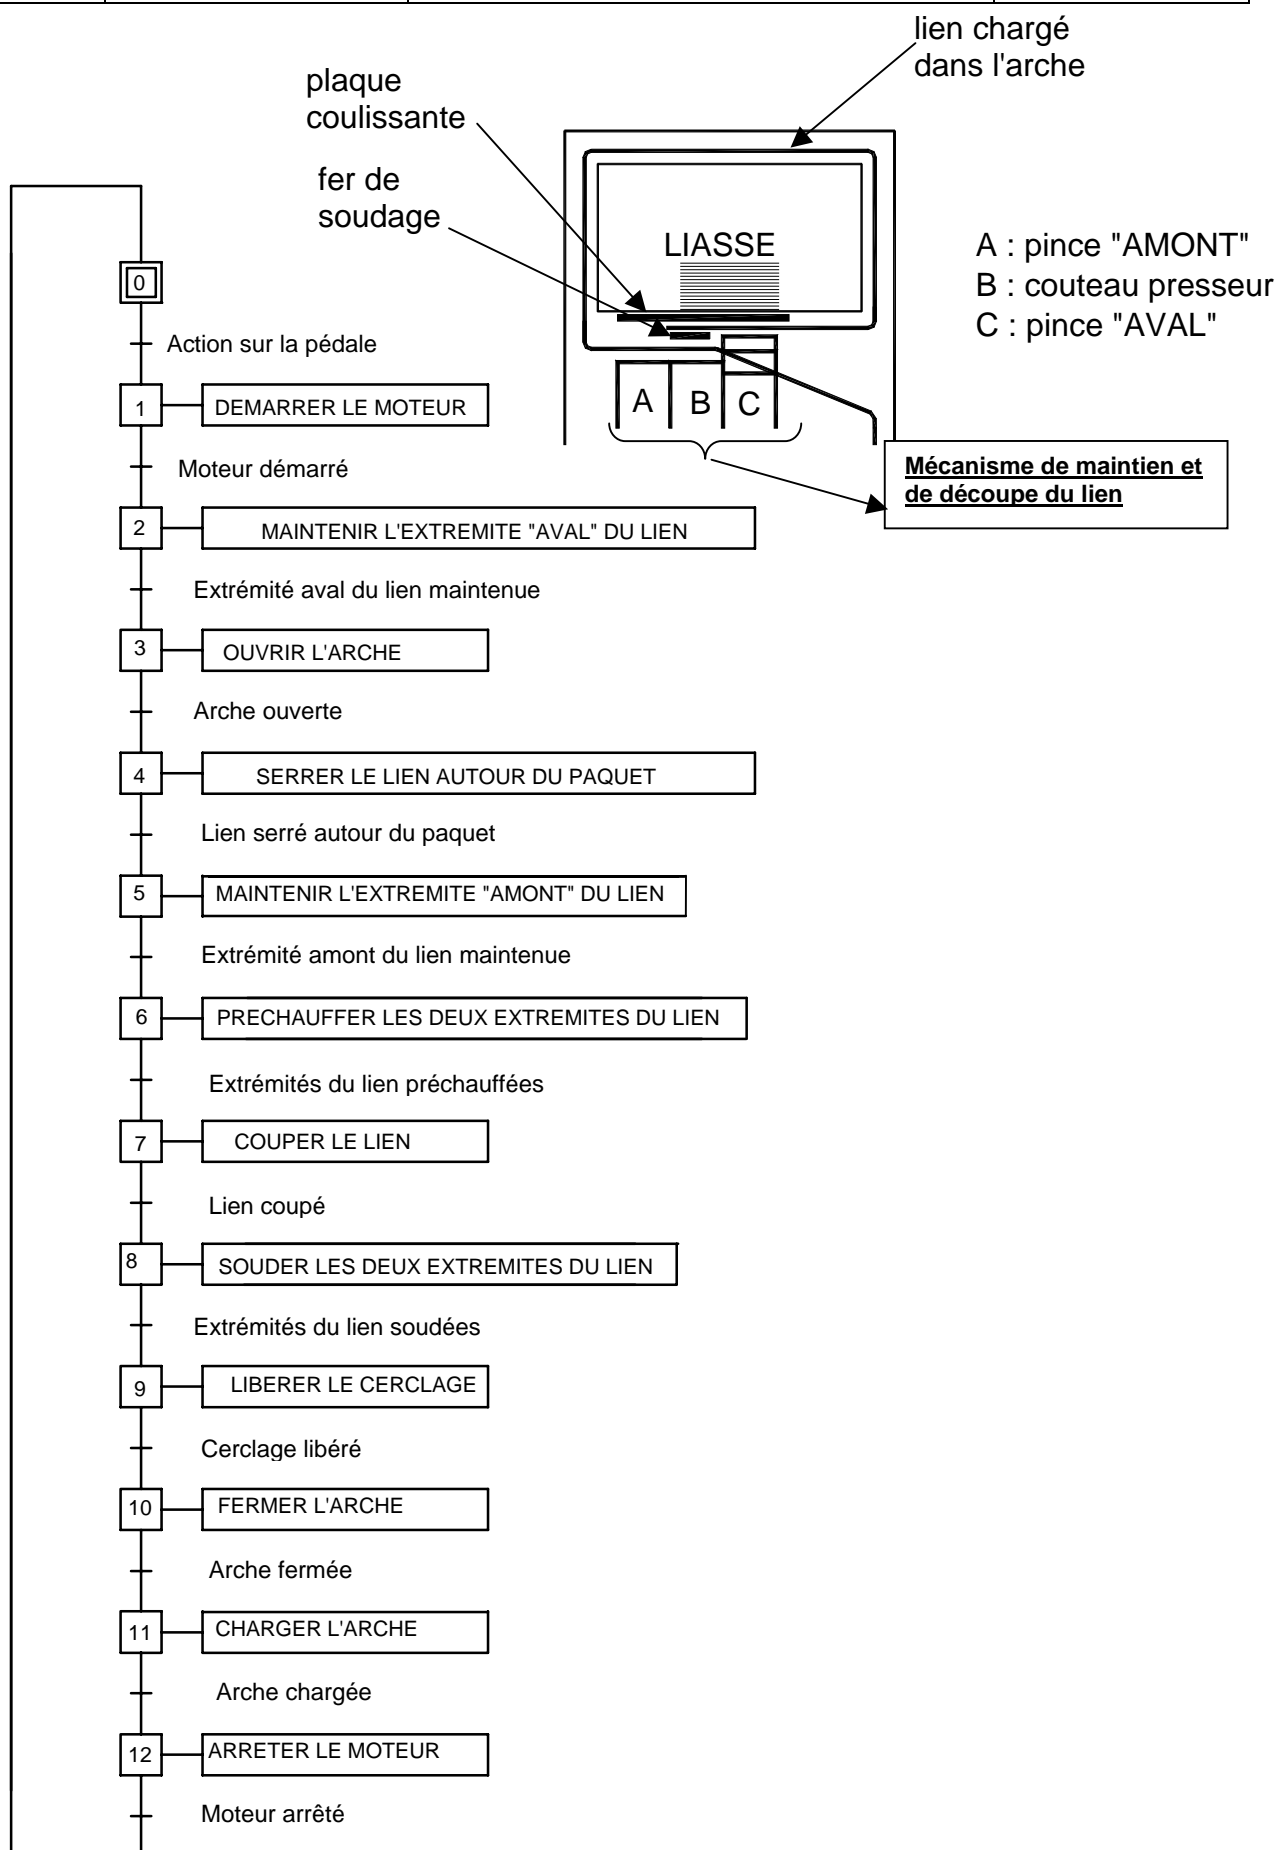 lien chargé
dans l'arche
plaque
coulissante
fer de
soudage
LIASSE
A : pince "AMONT"
B : couteau presseur
C : pince "AVAL"
A B C
Mécanisme de maintien et
de découpe du lien
0
Action sur la pédale
1 DEMARRER LE MOTEUR
Moteur démarré
2 MAINTENIR L'EXTREMITE "AVAL" DU LIEN
Extrémité aval du lien maintenue
3 OUVRIR L'ARCHE
Arche ouverte
4 SERRER LE LIEN AUTOUR DU PAQUET
Lien serré autour du paquet
5 MAINTENIR L'EXTREMITE "AMONT" DU LIEN
Extrémité amont du lien maintenue
6 PRECHAUFFER LES DEUX EXTREMITES DU LIEN
Extrémités du lien préchauffées
7 COUPER LE LIEN
Lien coupé
8 SOUDER LES DEUX EXTREMITES DU LIEN
Extrémités du lien soudées
9 LIBERER LE CERCLAGE
Cerclage libéré
10 FERMER L'ARCHE
Arche fermée
11 CHARGER L'ARCHE
Arche chargée
12 ARRETER LE MOTEUR
Moteur arrêté